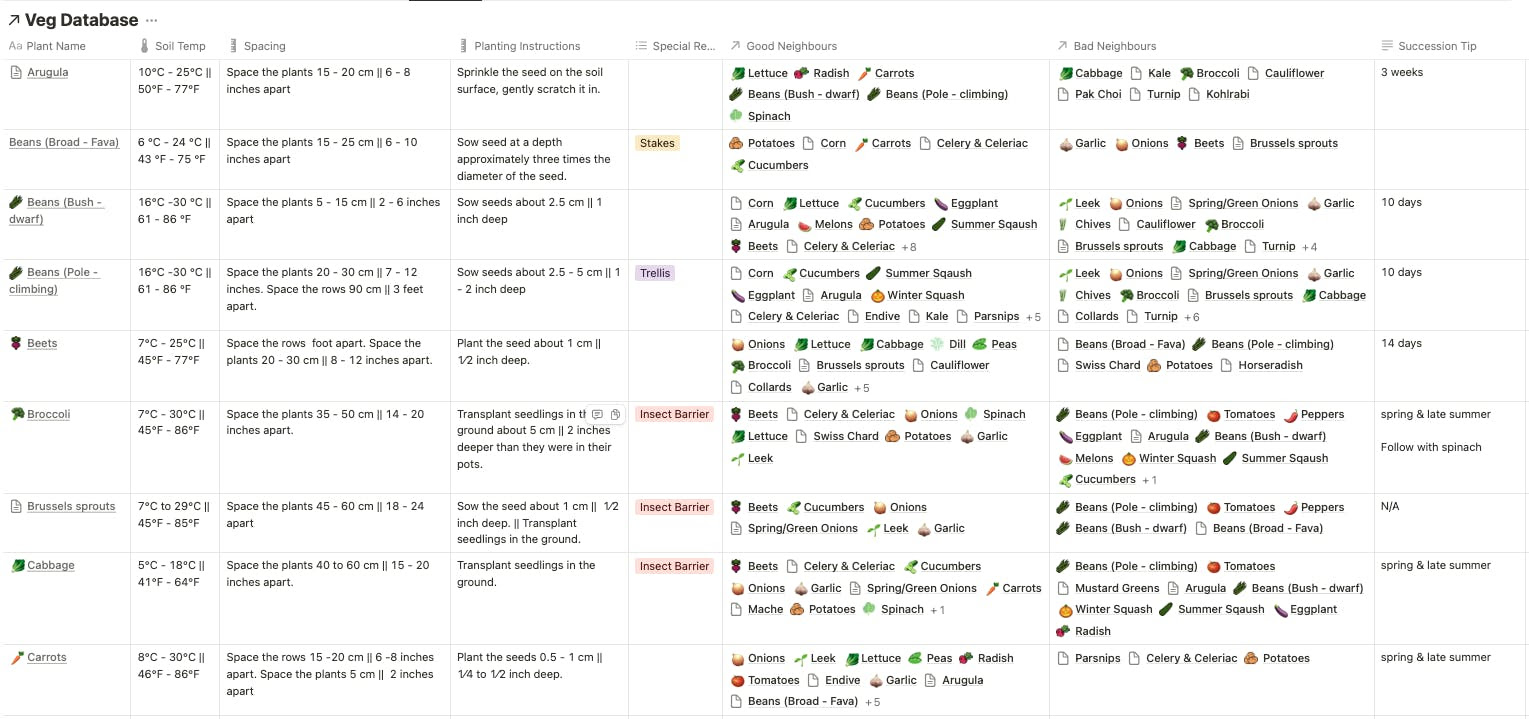 Veg Database ...
Aa Plant Name Soil Temp Spacing Planting Instructions Special Re... Good Neighbours Bad Neighbours Succession Tip
Arugula
10°C - 25°C ||
50°F - 77°F
Space the plants 15 - 20 cm || 6 - 8
inches apart
Sprinkle the seed on the soil
surface, gently scratch it in.
Lettuce Radish Carrots
Beans (Bush - dwarf) Beans (Pole - climbing)
Spinach
Cabbage Kale Broccoli Cauliflower
Pak Choi Turnip Kohlrabi
3 weeks
Beans (Broad - Fava)
6 °C - 24 °C ||
43 °F - 75 °F
Space the plants 15 - 25 cm || 6 - 10
inches apart
Sow seed at a depth
approximately three times the
diameter of the seed.
Stakes
Potatoes Corn Carrots Celery & Celeriac
Cucumbers
Garlic Onions Beets Brussels sprouts
Beans (Bush -
dwarf)
16°C -30 °C ||
61 - 86 °F
Space the plants 5 - 15 cm || 2 - 6 inches
apart
Sow seeds about 2.5 cm || 1
inch deep
Corn Lettuce Cucumbers Eggplant
Arugula Melons Potatoes Summer Sqaush
Beets Celery & Celeriac +8
Leek Onions Spring/Green Onions Garlic
Chives Cauliflower Broccoli
Brussels sprouts Cabbage Turnip +4
10 days
Beans (Pole -
climbing)
16°C -30 °C ||
61 - 86 °F
Space the plants 20 - 30 || 7 - 12
inches. Space the rows 90 cm || 3 feet
apart.
Sow seeds about 2.5 - 5 cm || 1
- 2 inch deep
Trellis
Corn Cucumbers Summer Sqaush
Eggplant Arugula Winter Squash
Celery & Celeriac Endive Kale Parsnips +5
Leek Onions Spring/Green Onions Garlic
Chives Broccoli Brussels sprouts Cabbage
Collards Turnip +6
10 days
Beets
7°C - 25°C ||
45°F - 77°F
Space the rows foot apart. Space the
plants 20 - 30 cm || 8 - 12 inches apart.
Plant the seed about 1 cm ||
1/2 inch deep.
Onions Lettuce Cabbage Dill Peas
Broccoli Brussels sprouts Cauliflower
Collards Garlic +5
Beans (Broad - Fava) Beans (Pole - climbing)
Swiss Chard Potatoes Horseradish
14 days
Broccoli
7°C - 30°C ||
45°F - 86°F
Space the plants 35 - 50 cm || 14 - 20
inches apart.
Transplant seedlings in th
ground about 5 cm || 2 inches
deeper than they were in their
pots.
Insect Barrier
Beets Celery & Celeriac Onions Spinach
Lettuce Swiss Chard Potatoes Garlic
Leek
Beans (Pole - climbing) Tomatoes Peppers
Eggplant Arugula Beans (Bush - dwarf)
Melons Winter Squash Summer Sqaush
Cucumbers +1
spring & late summer
Follow with spinach
Brussels sprouts
7°C to 29°C ||
45°F - 85°F
Space the plants 45 - 60 cm || 18 - 24
apart
Sow the seed about 1 cm || 1/2
inch deep. || Transplant
seedlings in the ground.
Insect Barrier
Beets Cucumbers Onions
Spring/Green Onions Leek Garlic
Beans (Pole - climbing) Tomatoes Peppers
Beans (Bush - dwarf) Beans (Broad - Fava)
N/A
Cabbage
5°C - 18°C ||
41°F - 64°F
Space the plants 40 to 60 cm || 15 - 20
inches apart.
Transplant seedlings in the
ground.
Insect Barrier
Beets Celery & Celeriac Cucumbers
Onions Garlic Spring/Green Onions Carrots
Mache Potatoes Spinach +1
Beans (Pole - climbing) Tomatoes
Mustard Greens Arugula Beans (Bush - dwarf)
Winter Squash Summer Sqaush Eggplant
Radish
spring & late summer
Carrots
8°C - 30°C ||
46°F - 86°F
Space the rows 15 -20 cm || 6 -8 inches
apart. Space the plants 5 cm || 2 inches
apart
Plant the seeds 0.5 - 1 cm ||
1/4 to 1/2 inch deep.
Onions Leek Lettuce Peas Radish
Tomatoes Endive Garlic Arugula
Beans (Broad - Fava) +5
Parsnips Celery & Celeriac Potatoes
spring & late summer